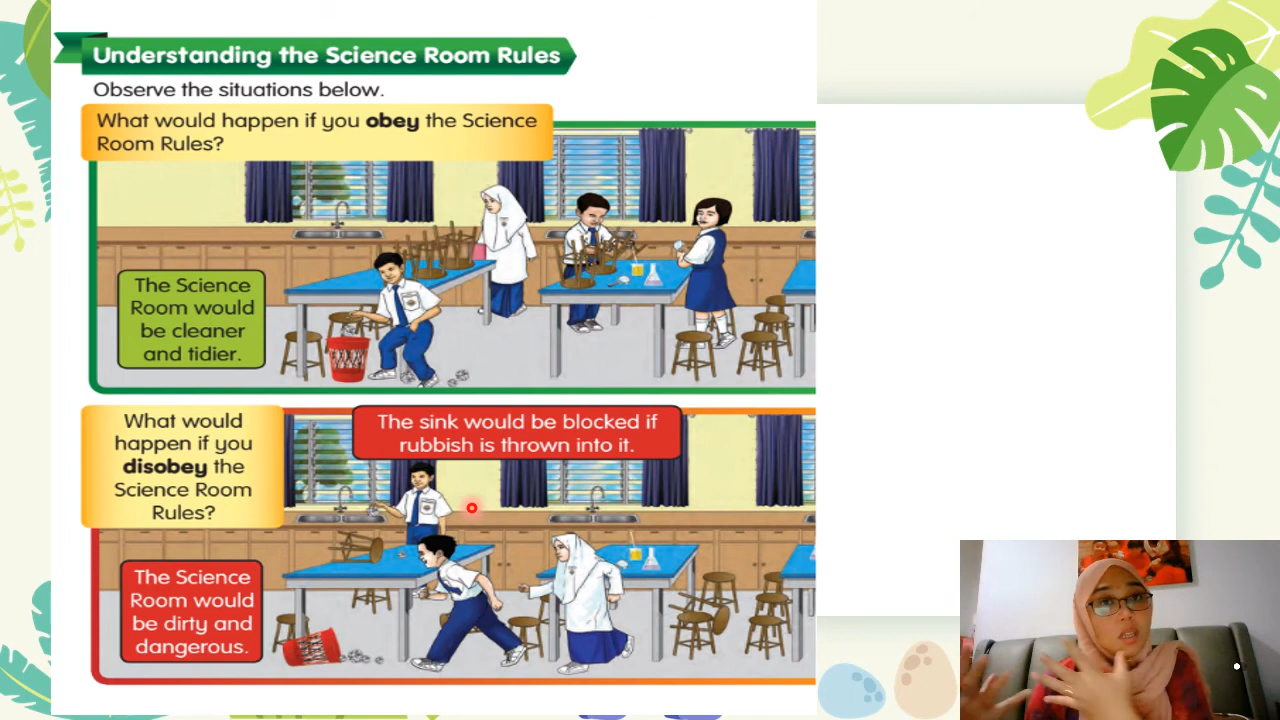 Understanding the Science Room Rules
Observe the situations below.
What would happen if you obey the Science
Room Rules?
The Science
Room would
be cleaner
and tidier.
What would
happen if you
disobey the
Science Room
Rules?
The sink would be blocked if
rubbish is thrown into it.
The Science
Room would
be dirty and
dangerous.